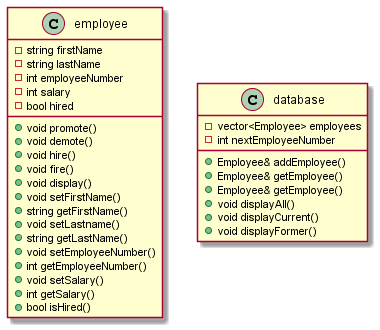 C employee
string firstName
string lastName
int employeeNumber
int salary
bool hired
void promote()
void demote()
void hire()
void fire()
void display()
void setFirstName()
string getFirstName()
void setLastname()
string getLastName()
void setEmployeeNumber()
int getEmployeeNumber()
void setSalary()
int getSalary()
bool isHired()
C database
vector<Employee> employees
int nextEmployeeNumber
Employee& addEmployee()
Employee& getEmployee()
Employee& getEmployee()
void displayAll()
void displayCurrent()
void displayFormer()